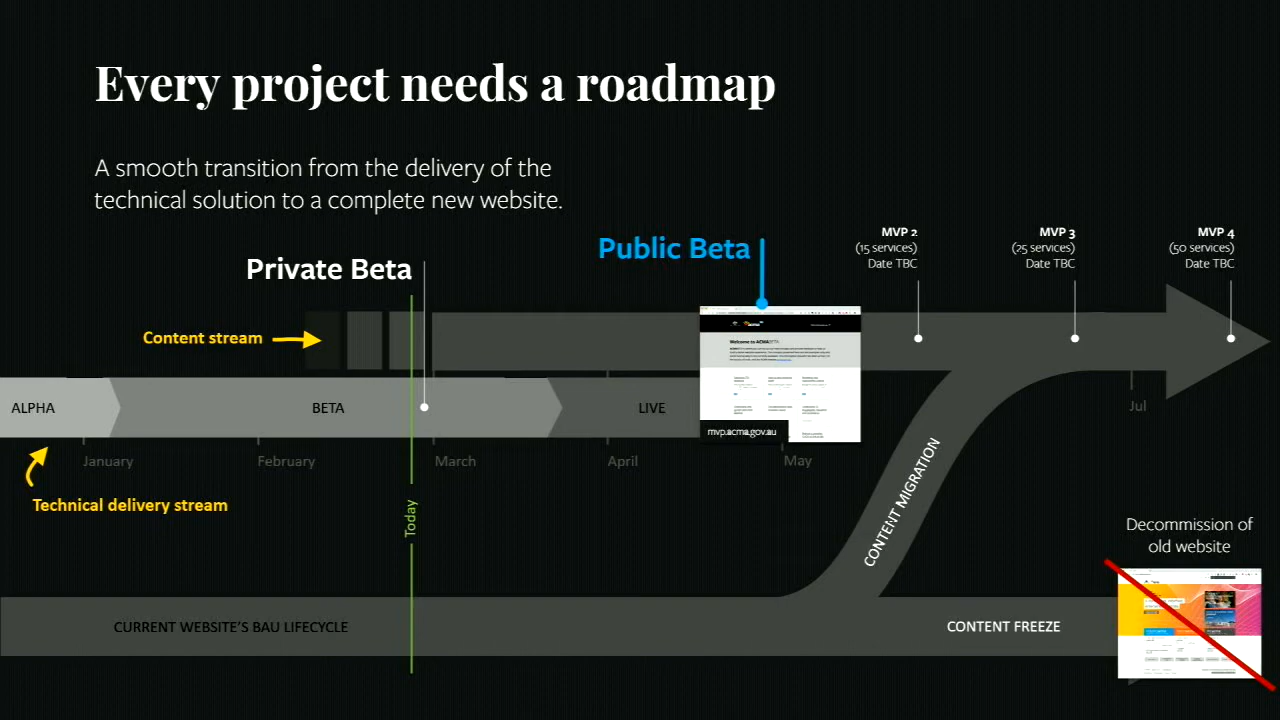 Every project needs a roadmap
A smooth transition from the delivery of the
technical solution to a complete new website.
MVP 2
(15 services)
Date TBC
MVP 3
(25 services)
Date TBC
MVP 4
(50 services)
Date TBC
Public Beta
Private Beta
Content stream
Welcome to ACMABETA
mvp.acma.gov.au
ALPHA
BETA
LIVE
Jul
January
February
March
April
May
Technical delivery stream
Today
CONTENT MIGRATION
Decommission of
old website
CURRENT WEBSITE'S BAU LIFECYCLE
CONTENT FREEZE